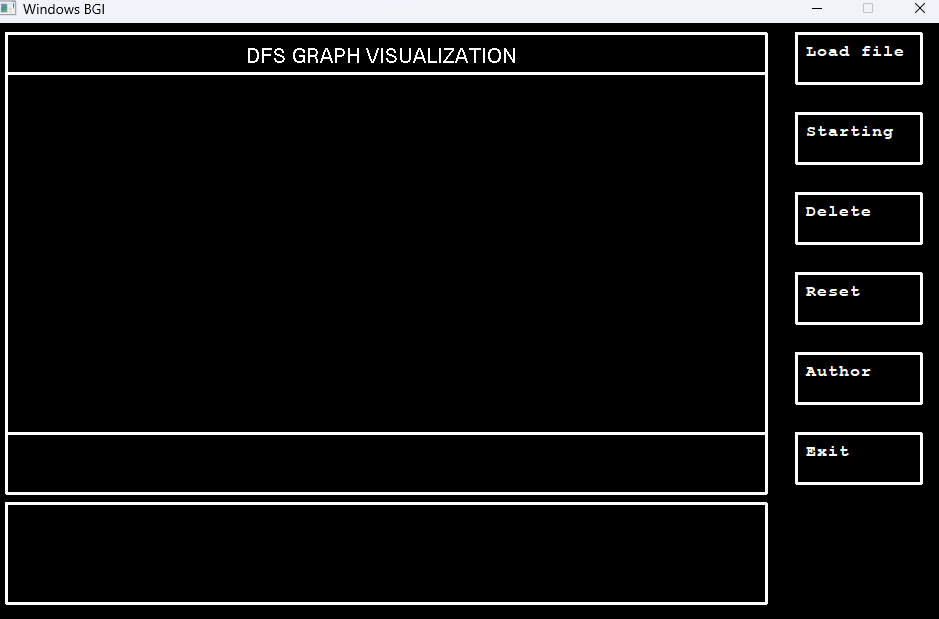 Windows BGI
DFS GRAPH VISUALIZATION
Load file
Starting
Delete
Reset
Author
Exit